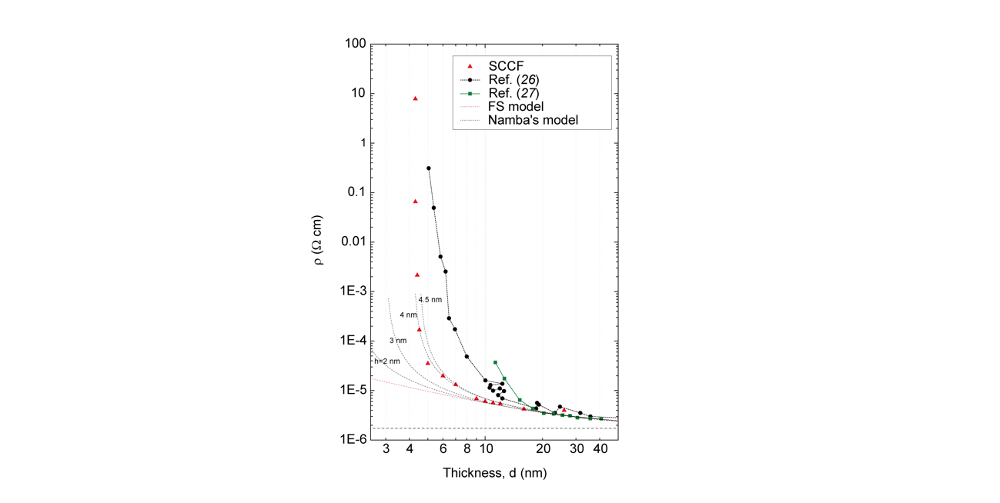 100
10
1
0.1
0.01
1E-3
1E-4
1E-5
1E-6
ρ (Ω cm)
SCCF
Ref. (26)
Ref. (27)
FS model
Namba's model
4.5 nm
4 nm
3 nm
h=2 nm
3 4 6 8 10 20 30 40
Thickness, d (nm)